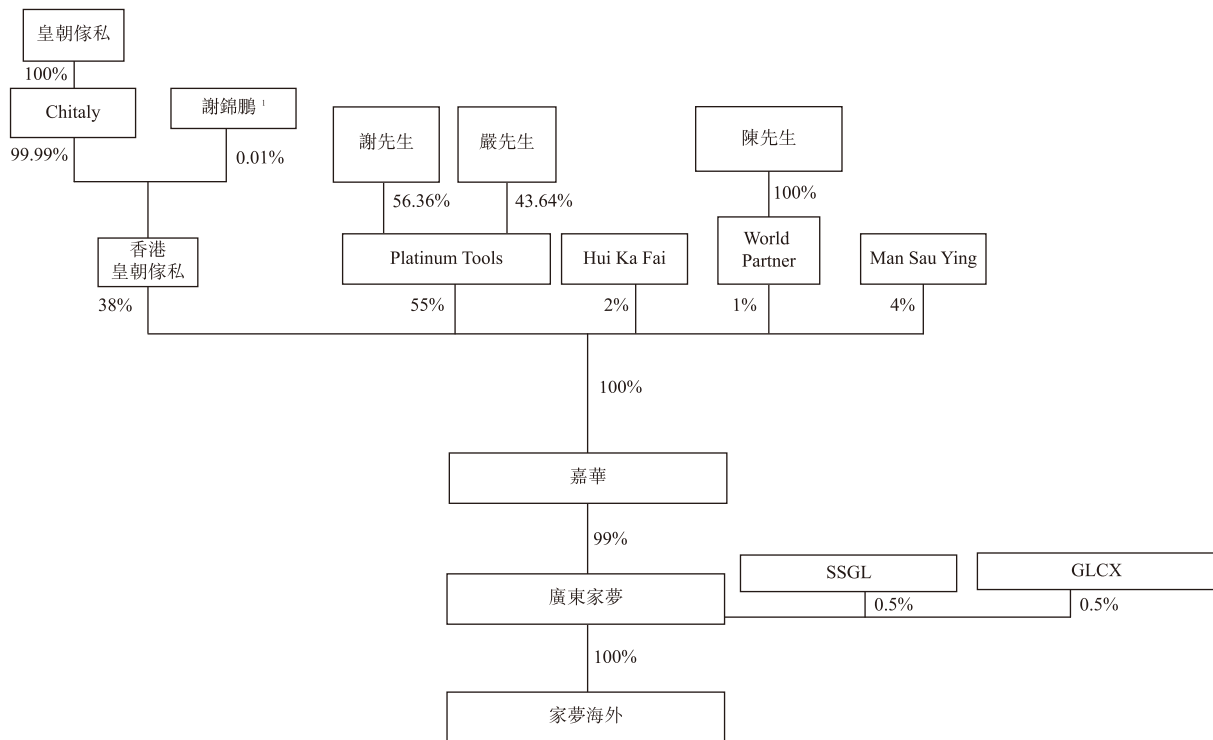 皇朝傢私
100%
Chitaly
謝錦鵬 1
99.99%
0.01%
謝先生
嚴先生
陳先生
56.36%
43.64%
100%
香港
皇朝傢私
Platinum Tools
Hui Ka Fai
World
Partner
Man Sau Ying
38%
55%
2%
1%
4%
100%
嘉華
99%
SSGL
GLCX
廣東家夢
0.5%
0.5%
100%
家夢海外